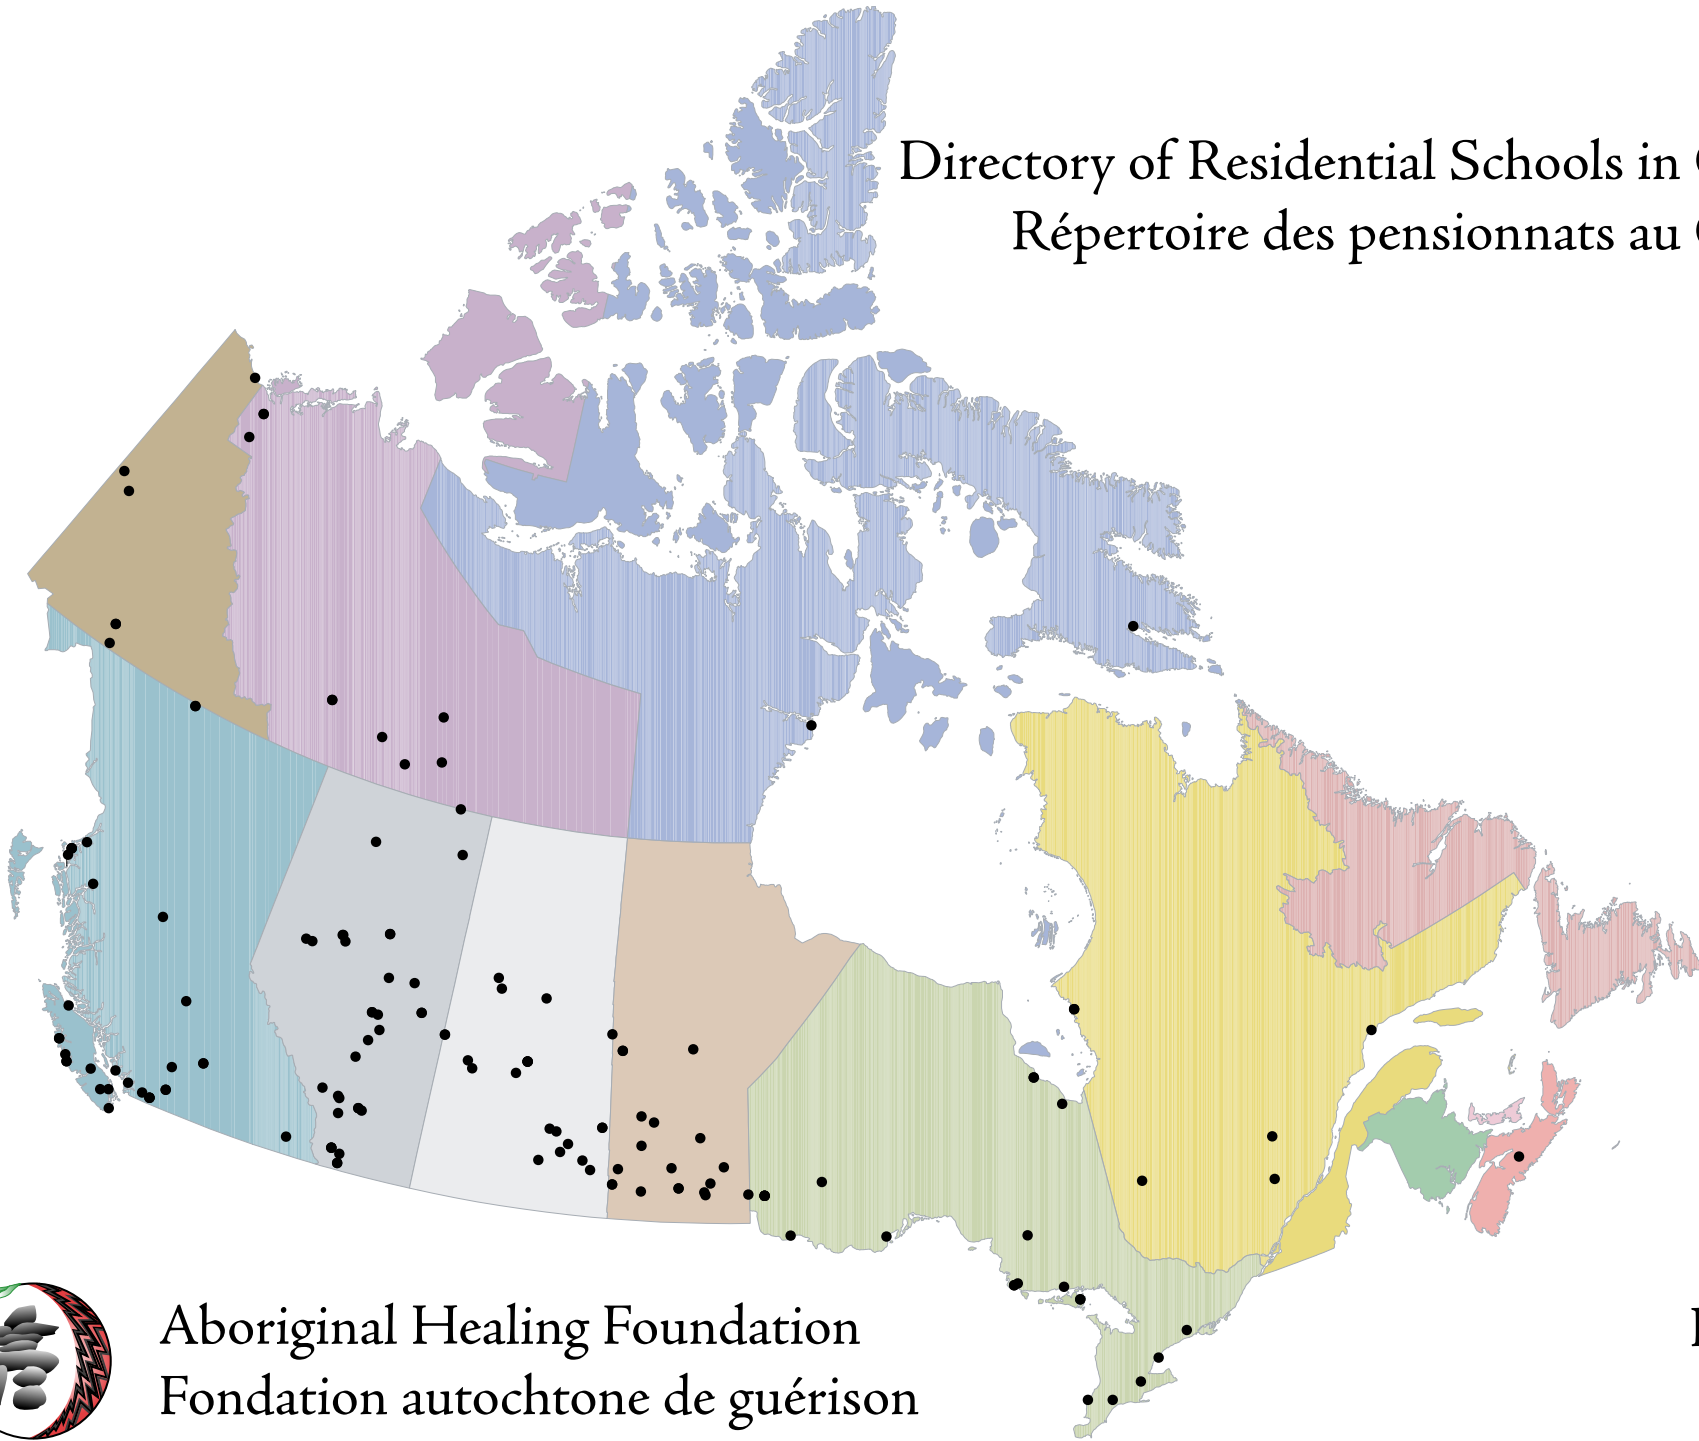 Directory of Residential Schools in
Répertoire des pensionnats au
Aboriginal Healing Foundation
Fondation autochtone de guérison